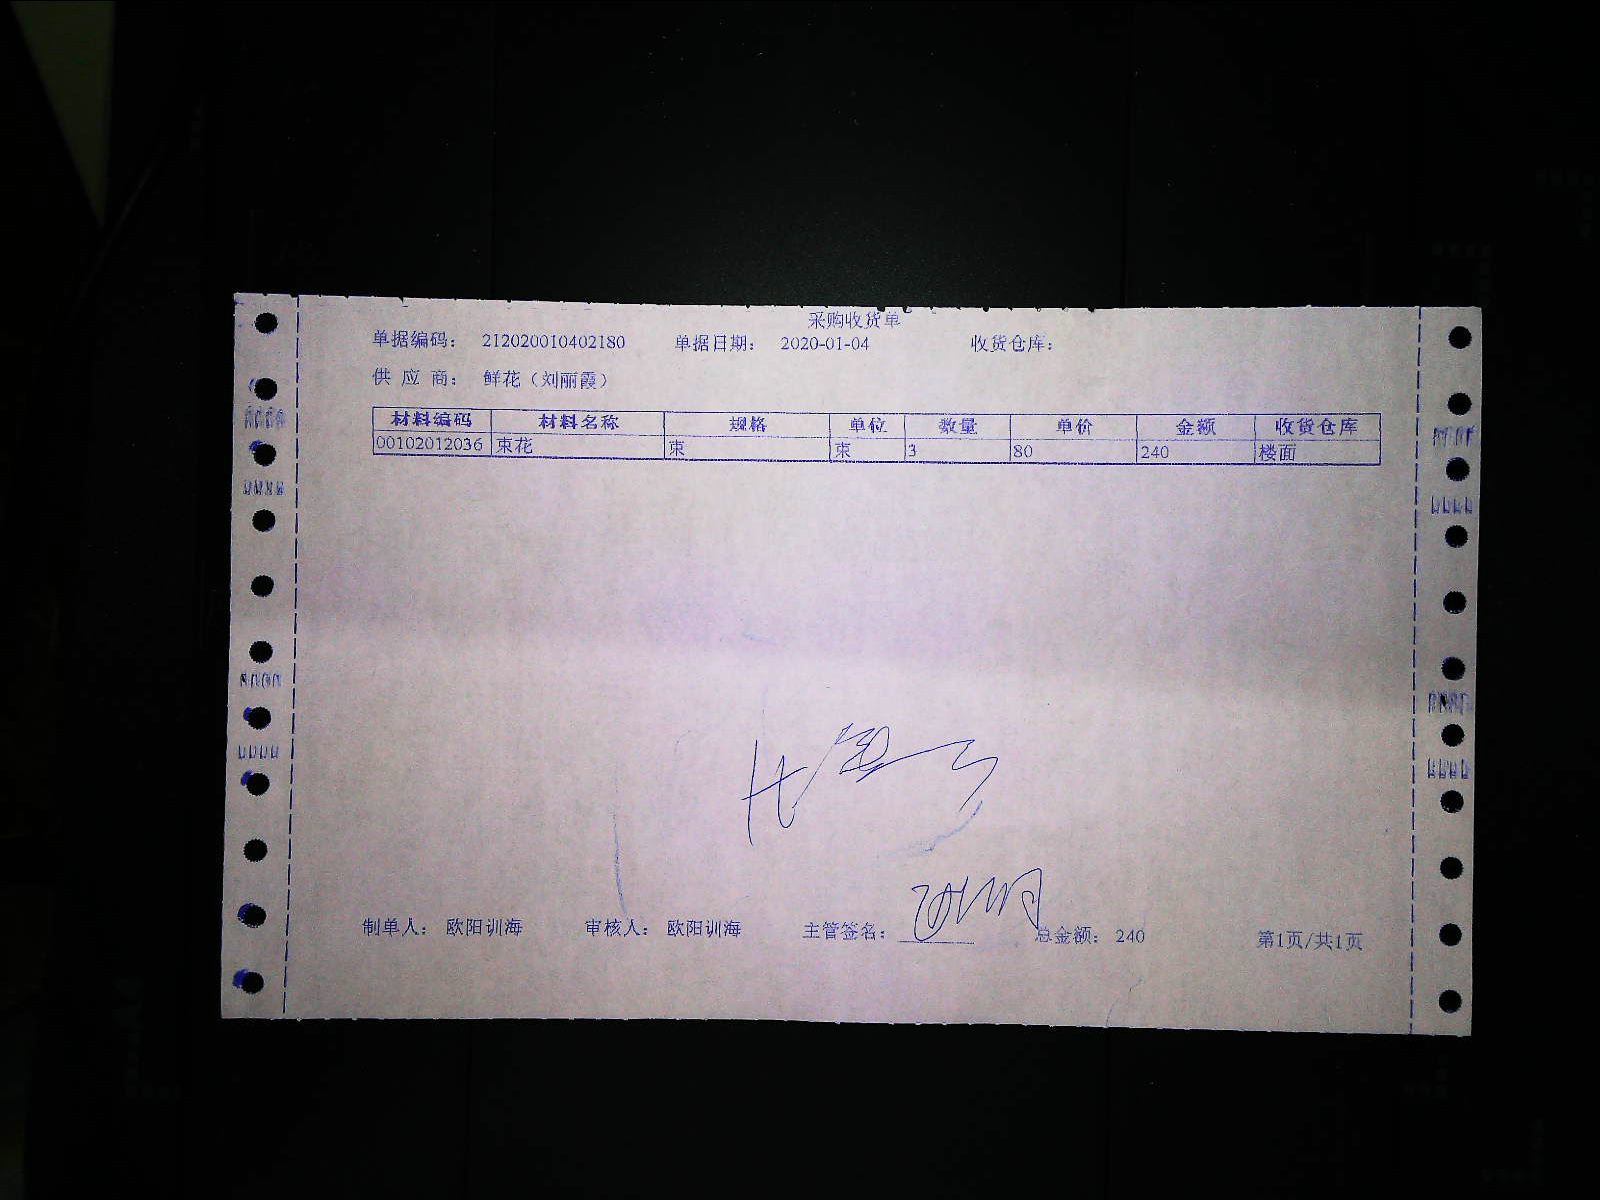 采购收货单
单据编码： 212020010402180 单据日期： 2020-01-04 收货仓库：
供 应 商： 鲜花（刘丽霞）
材料编码 材料名称 规格 单位 数量 单价 金额 收货仓库
00102012036 束花 束 束 3 80 240 楼面
制单人： 欧阳训海 审核人： 欧阳训海 主管签名： 总金额： 240 第1页/共1页